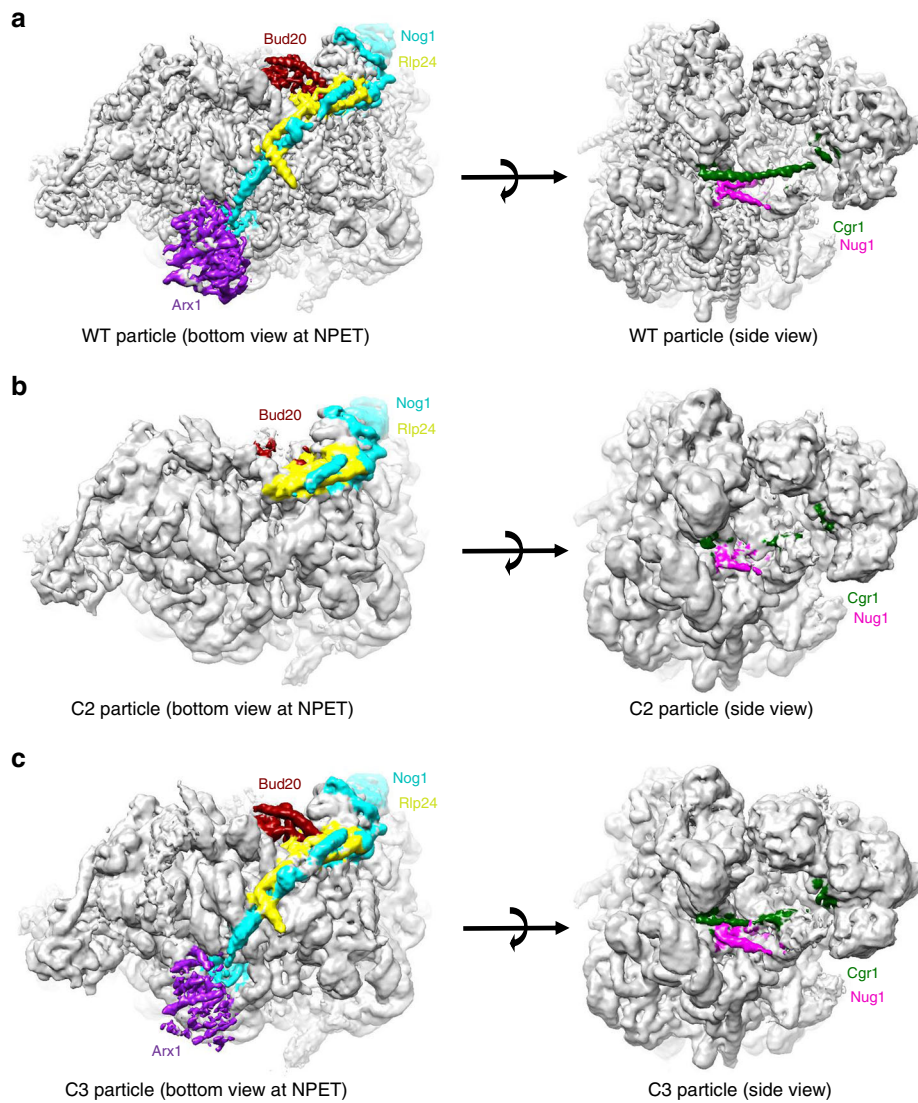 a
Bud20
Nog1
Rlp24
Arx1
Cgr1
Nug1
WT particle (bottom view at NPET)
WT particle (side view)
b
Bud20
Nog1
Rlp24
Cgr1
Nug1
C2 particle (bottom view at NPET)
C2 particle (side view)
c
Bud20
Nog1
Rlp24
Arx1
Cgr1
Nug1
C3 particle (bottom view at NPET)
C3 particle (side view)